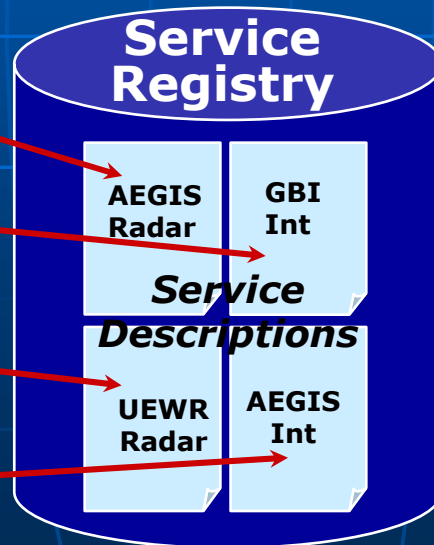 Service
Registry
AEGIS
Radar
GBI
Int
Service
Descriptions
UEWR
Radar
AEGIS
Int